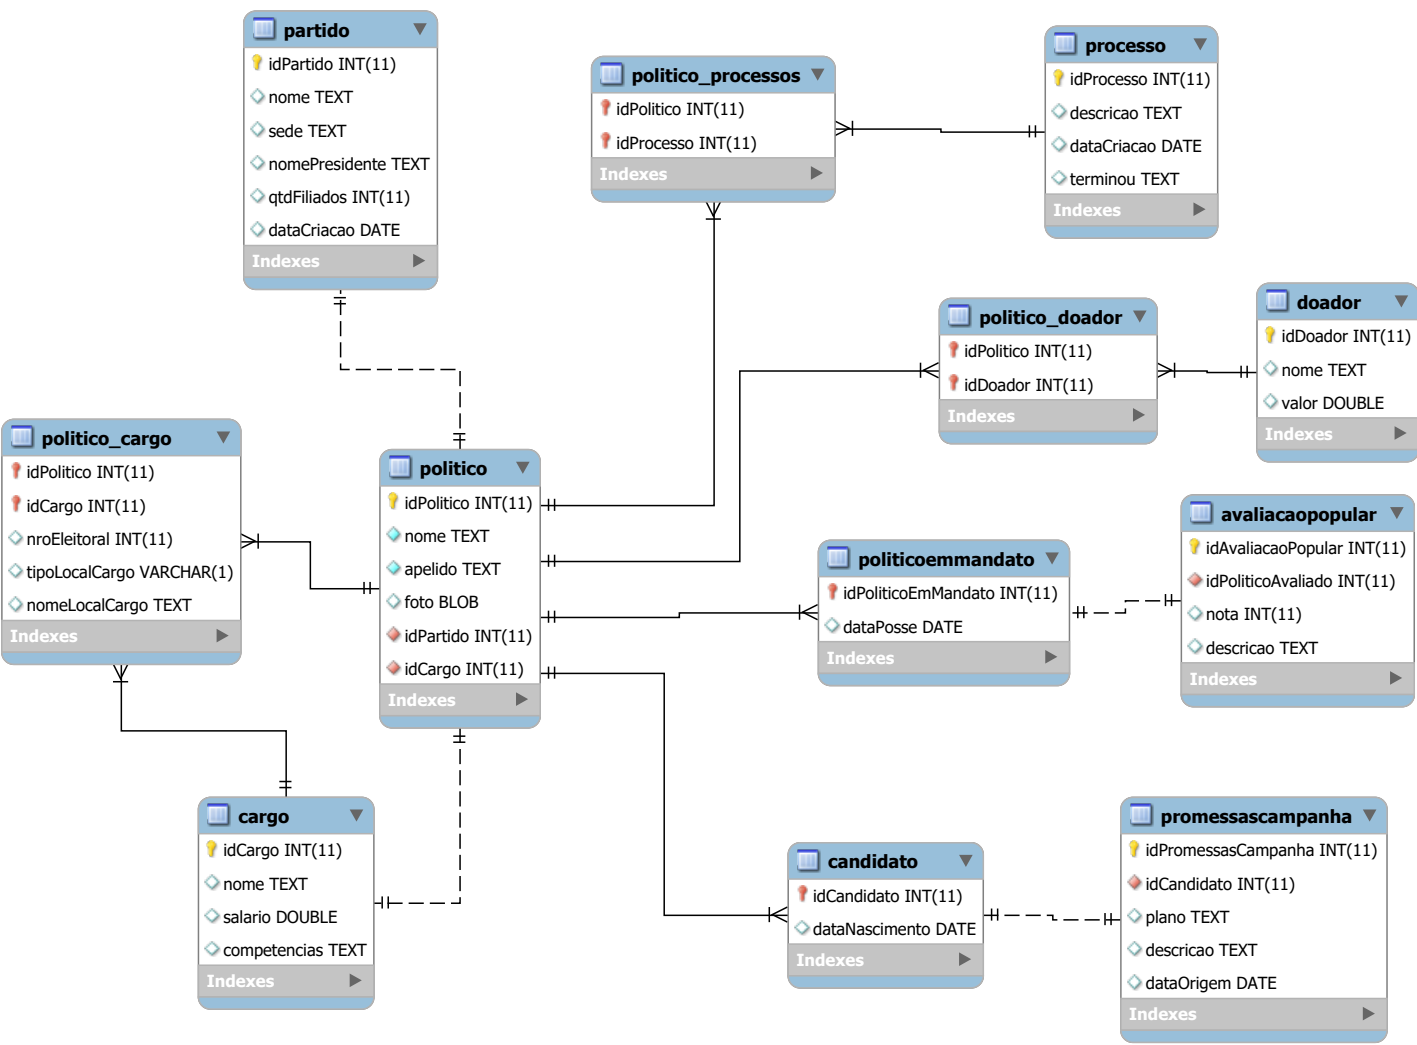 partido
idPartido INT(11)
nome TEXT
sede TEXT
nomePresidente TEXT
qtdFiliados INT(11)
dataCriacao DATE
Indexes
politico_processos
idPolitico INT(11)
idProcesso INT(11)
Indexes
processo
idProcesso INT(11)
descricao TEXT
dataCriacao DATE
terminou TEXT
Indexes
politico_doador
idPolitico INT(11)
idDoador INT(11)
Indexes
doador
idDoador INT(11)
nome TEXT
valor DOUBLE
Indexes
politico_cargo
idPolitico INT(11)
idCargo INT(11)
nroEleitoral INT(11)
tipoLocalCargo VARCHAR(1)
nomeLocalCargo TEXT
Indexes
politico
idPolitico INT(11)
nome TEXT
apelido TEXT
foto BLOB
idPartido INT(11)
idCargo INT(11)
Indexes
politicoemmandato
idPoliticoEmMandato INT(11)
dataPosse DATE
Indexes
avaliacaopopular
idAvaliacaoPopular INT(11)
idPoliticoAvaliado INT(11)
nota INT(11)
descricao TEXT
Indexes
cargo
idCargo INT(11)
nome TEXT
salario DOUBLE
competencias TEXT
Indexes
candidato
idCandidato INT(11)
dataNascimento DATE
Indexes
promessascampanha
idPromessasCampanha INT(11)
idCandidato INT(11)
plano TEXT
descricao TEXT
dataOrigem DATE
Indexes